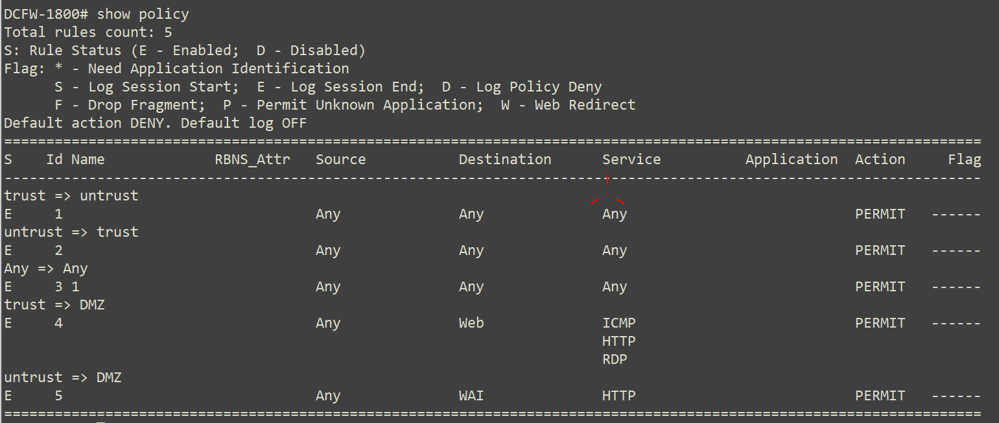 DCFW-1800# show policy
Total rules count: 5
S: Rule Status (E - Enabled;  D - Disabled)
Flag: * - Need Application Identification
      S - Log Session Start;  E - Log Session End;  D - Log Policy Deny
      F - Drop Fragment;  P - Permit Unknown Application;  W - Web Redirect
Default action DENY. Default log OFF
====================================================================================================================
S    Id Name             RBNS_Attr   Source           Destination      Service          Application  Action     Flag
--------------------------------------------------------------------------------------------------------------------
trust => untrust
E     1                              Any              Any              Any                           PERMIT   ------
untrust => trust
E     2                              Any              Any              Any                           PERMIT   ------
Any => Any
E     3 1                            Any              Any              Any                           PERMIT   ------
trust => DMZ
E     4                              Any              Web              ICMP                          PERMIT   ------
                                                                       HTTP
                                                                       RDP
untrust => DMZ
E     5                              Any              WAI              HTTP                          PERMIT   ------
====================================================================================================================